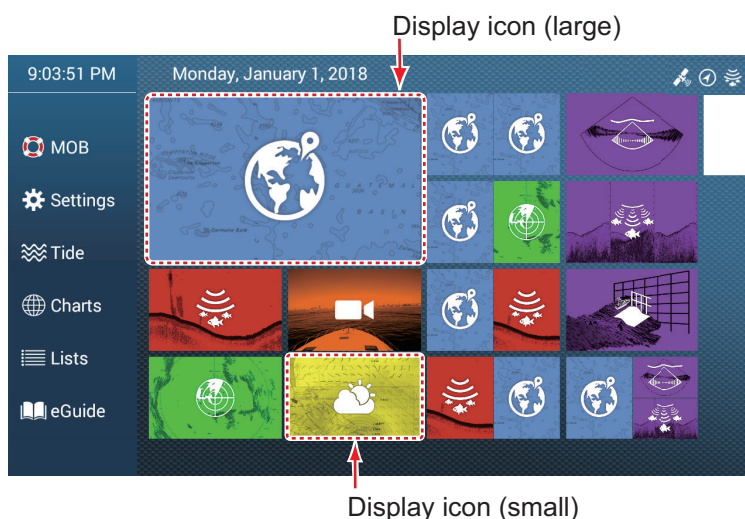 Display icon (large)
9:03:51 PM
Monday, January 1, 2018
MOB
Settings
Tide
Charts
Lists
eGuide
Display icon (small)